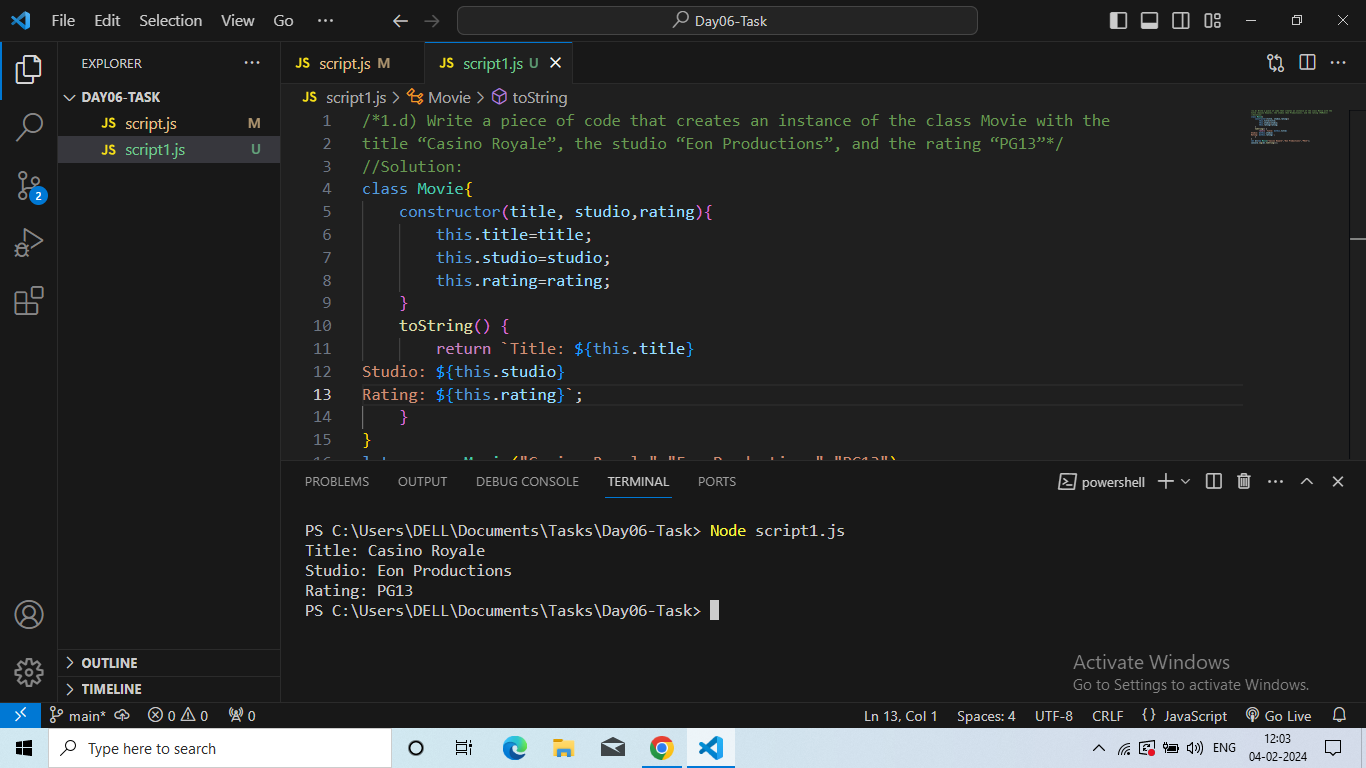 File Edit Selection View Go ··· Day06-Task
EXPLORER ···
DAY06-TASK
JS script.js M
JS script1.js U
2
OUTLINE
TIMELINE
JS script.js M JS script1.js U
JS script1.js > Movie > toString
1 /*1.d) Write a piece of code that creates an instance of the class Movie with the
2 title “Casino Royale”, the studio “Eon Productions”, and the rating “PG13”*/
3 //Solution:
4 class Movie{
5 constructor(title, studio,rating){
6 this.title=title;
7 this.studio=studio;
8 this.rating=rating;
9 }
10 toString() {
11 return `Title: ${this.title}
12 Studio: ${this.studio}
13 Rating: ${this.rating}`;
14 }
15 }
PROBLEMS OUTPUT DEBUG CONSOLE TERMINAL PORTS powershell
PS C:\Users\DELL\Documents\Tasks\Day06-Task> Node script1.js
Title: Casino Royale
Studio: Eon Productions
Rating: PG13
PS C:\Users\DELL\Documents\Tasks\Day06-Task>
Activate Windows
Go to Settings to activate Windows.
main* 0 0 0 Ln 13, Col 1 Spaces: 4 UTF-8 CRLF {} JavaScript Go Live
Type here to search ENG 12:03
04-02-2024